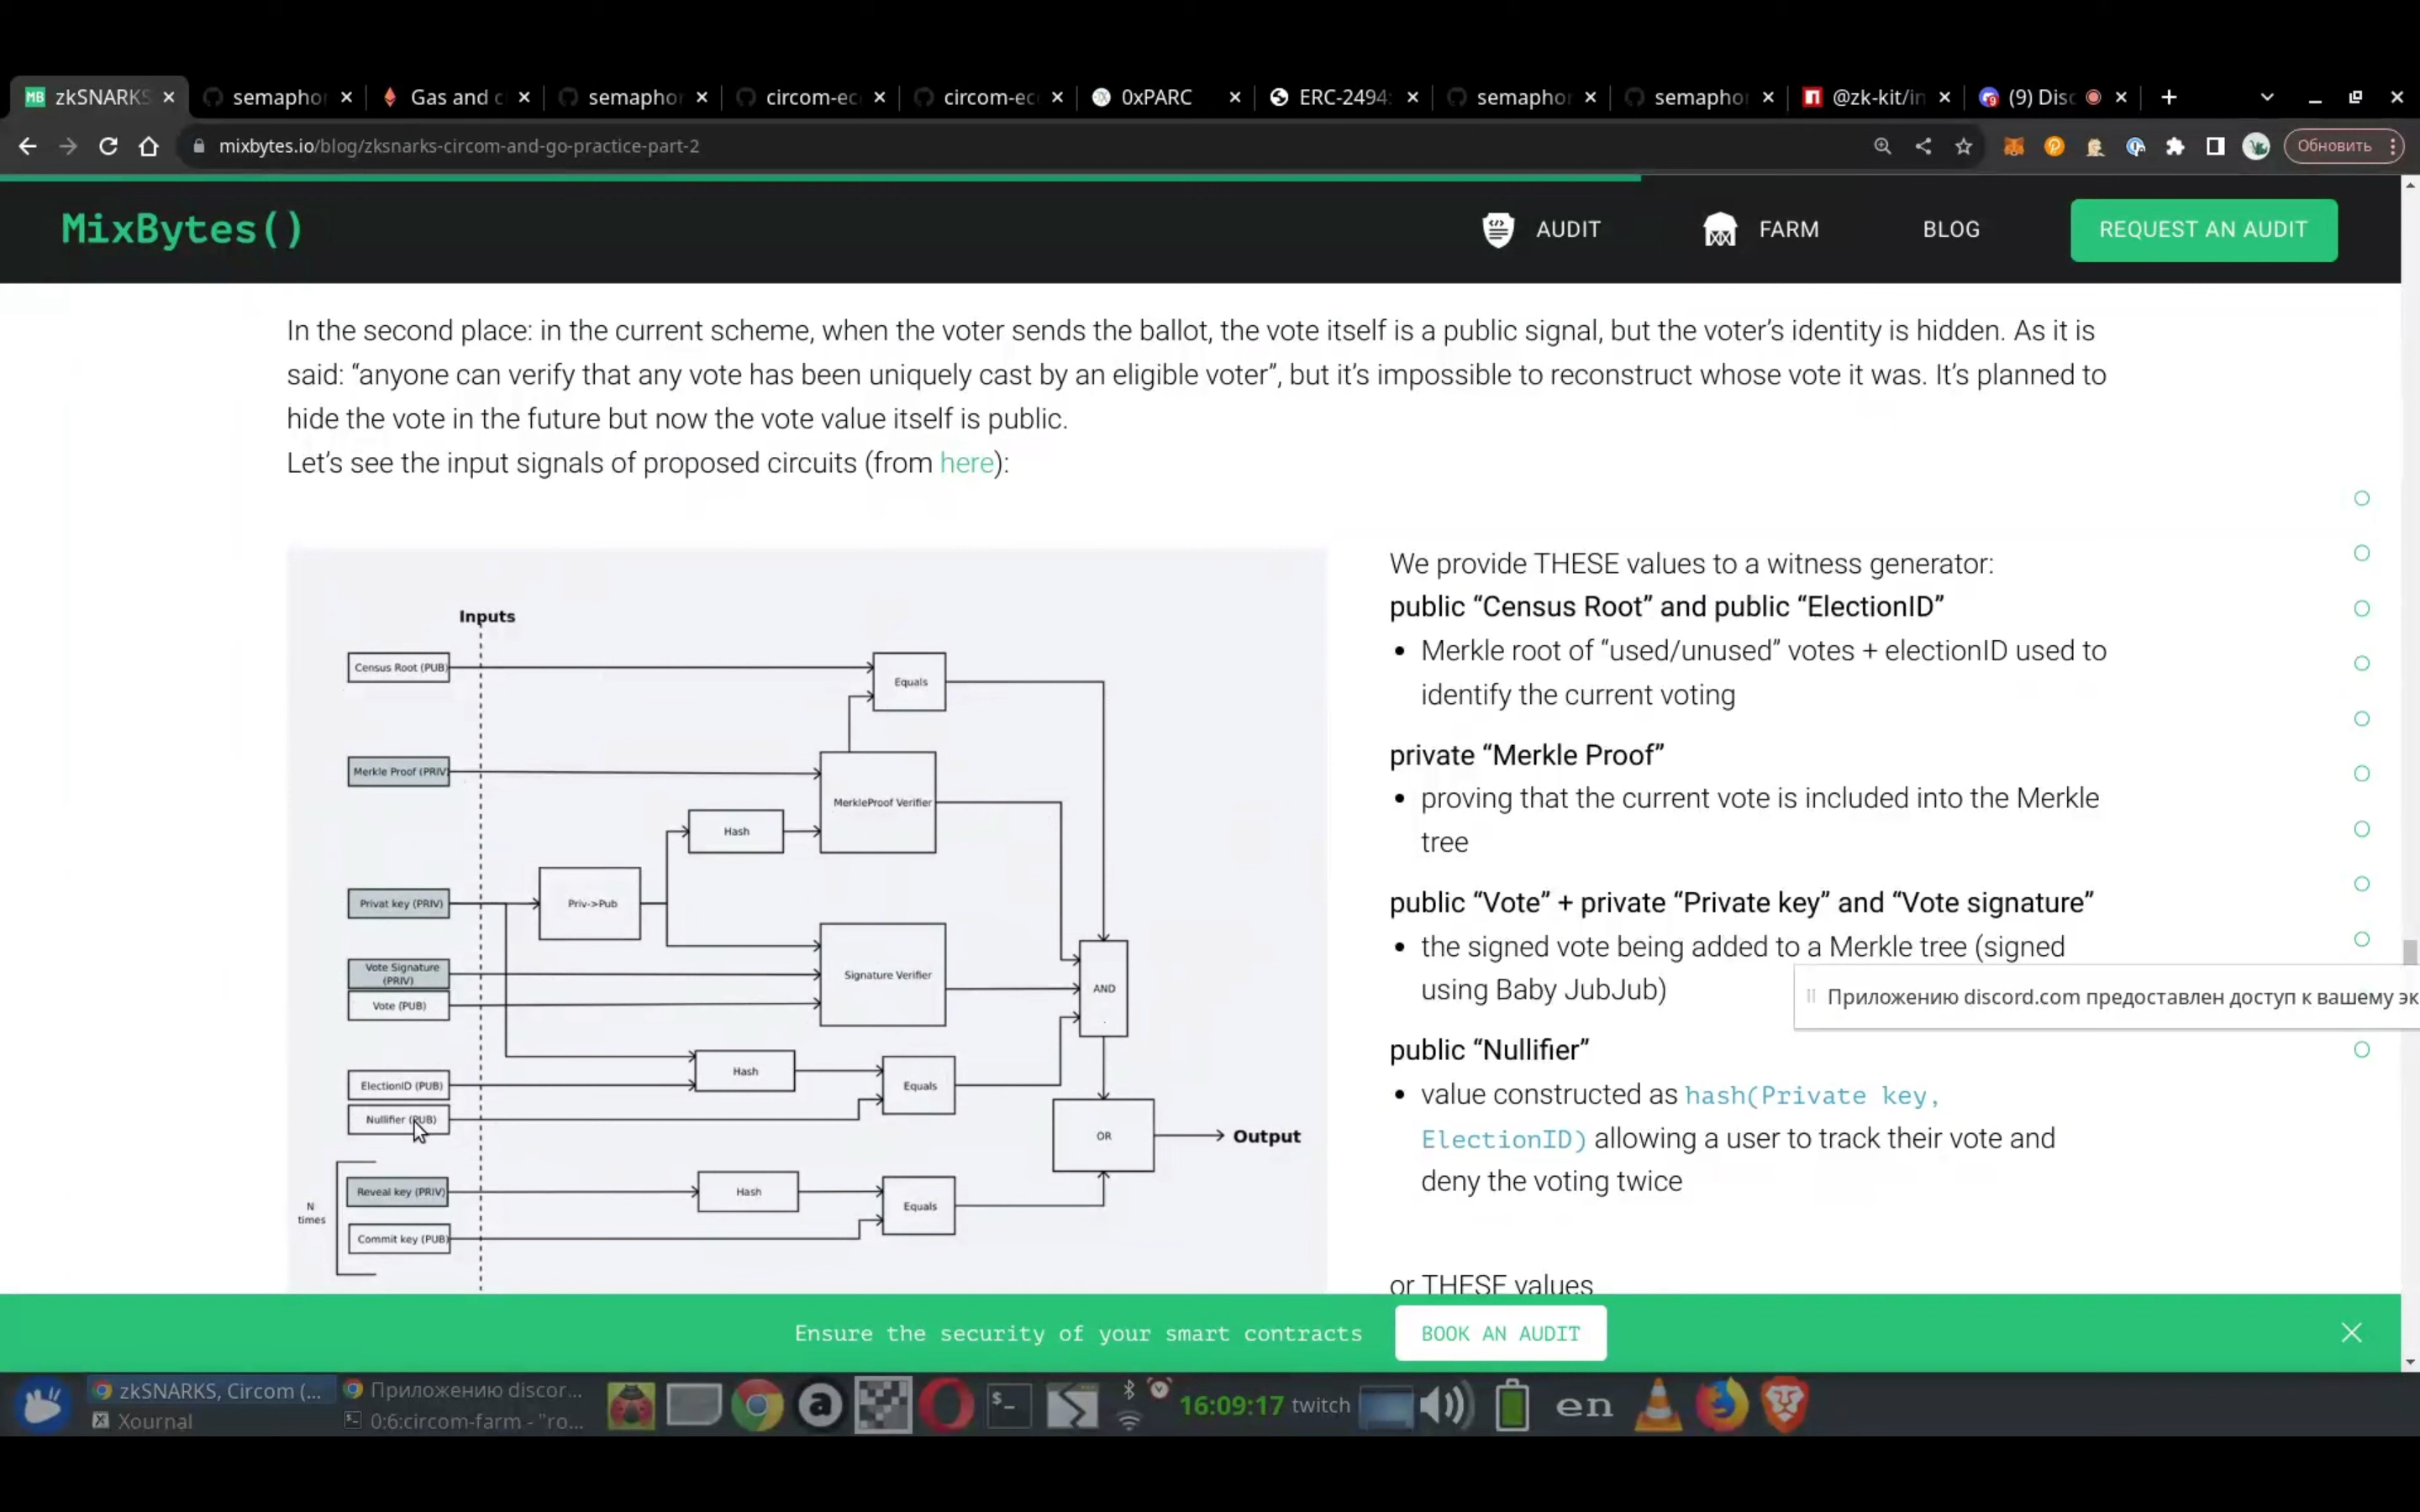 zkSNARKS
semapho
Gas and c
semapho
circom-ec
circom-ec
0xPARC
ERC-2494:
semapho
semapho
@zk-kit/in
(9) Disc
mixbytes.io/blog/zksnarks-circom-and-go-practice-part-2
Обновить
MixBytes()
AUDIT
FARM
BLOG
REQUEST AN AUDIT
In the second place: in the current scheme, when the voter sends the ballot, the vote itself is a public signal, but the voter’s identity is hidden. As it is
said: “anyone can verify that any vote has been uniquely cast by an eligible voter”, but it’s impossible to reconstruct whose vote it was. It’s planned to
hide the vote in the future but now the vote value itself is public.
Let’s see the input signals of proposed circuits (from here):
Inputs
Census Root (PUB)
Equals
Merkle Proof (PRIV)
MerkleProof Verifier
Hash
Privat key (PRIV)
Priv->Pub
Vote Signature
(PRIV)
Signature Verifier
Vote (PUB)
AND
ElectionID (PUB)
Hash
Equals
Nullifier (PUB)
OR
Output
N
times
Reveal key (PRIV)
Hash
Equals
Commit key (PUB)
We provide THESE values to a witness generator:
public “Census Root” and public “ElectionID”
• Merkle root of “used/unused” votes + electionID used to
identify the current voting
private “Merkle Proof”
• proving that the current vote is included into the Merkle
tree
public “Vote” + private “Private key” and “Vote signature”
• the signed vote being added to a Merkle tree (signed
using Baby JubJub)
Приложению discord.com предоставлен доступ к вашему эк
public “Nullifier”
• value constructed as hash(Private key,
ElectionID) allowing a user to track their vote and
deny the voting twice
or THESE values
Ensure the security of your smart contracts
BOOK AN AUDIT
zkSNARKS, Circom (...
Приложению discor...
Xournal
0:6:circom-farm - "ro...
16:09:17
twitch
en